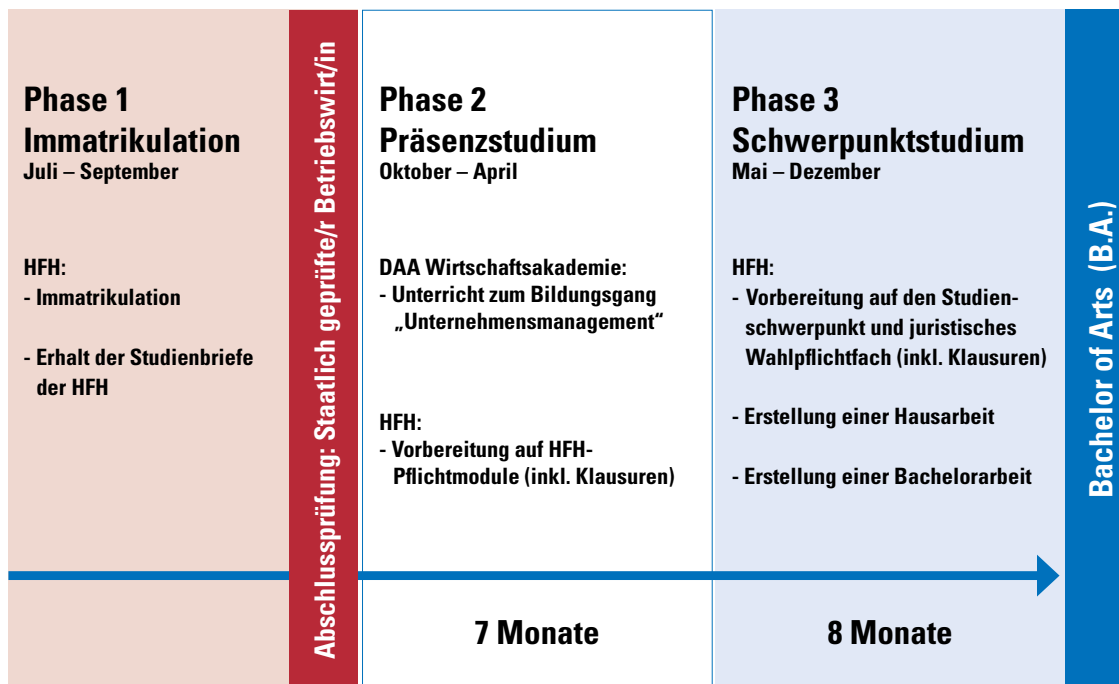 Phase 1
Immatrikulation
Juli – September
HFH:
- Immatrikulation
- Erhalt der Studienbriefe
der HFH
Abschlussprüfung: Staatlich geprüfte/r Betriebswirt/in
Phase 2
Präsenzstudium
Oktober – April
DAA Wirtschaftsakademie:
- Unterricht zum Bildungsgang
„Unternehmensmanagement“
HFH:
- Vorbereitung auf HFH-
Pflichtmodule (inkl. Klausuren)
7 Monate
Phase 3
Schwerpunktstudium
Mai – Dezember
HFH:
- Vorbereitung auf den Studien-
schwerpunkt und juristisches
Wahlpflichtfach (inkl. Klausuren)
- Erstellung einer Hausarbeit
- Erstellung einer Bachelorarbeit
8 Monate
Bachelor of Arts (B.A.)